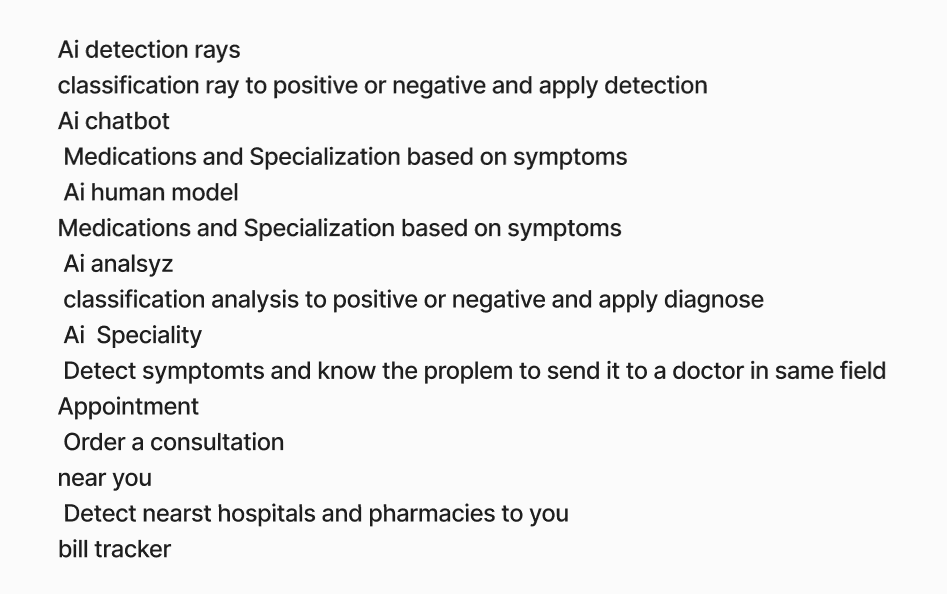 Ai detection rays
classification ray to positive or negative and apply detection
Ai chatbot
Medications and Specialization based on symptoms
Ai human model
Medications and Specialization based on symptoms
Ai analsyz
classification analysis to positive or negative and apply diagnose
Ai  Speciality
Detect symptomts and know the proplem to send it to a doctor in same field
Appointment
Order a consultation
near you
Detect nearst hospitals and pharmacies to you
bill tracker